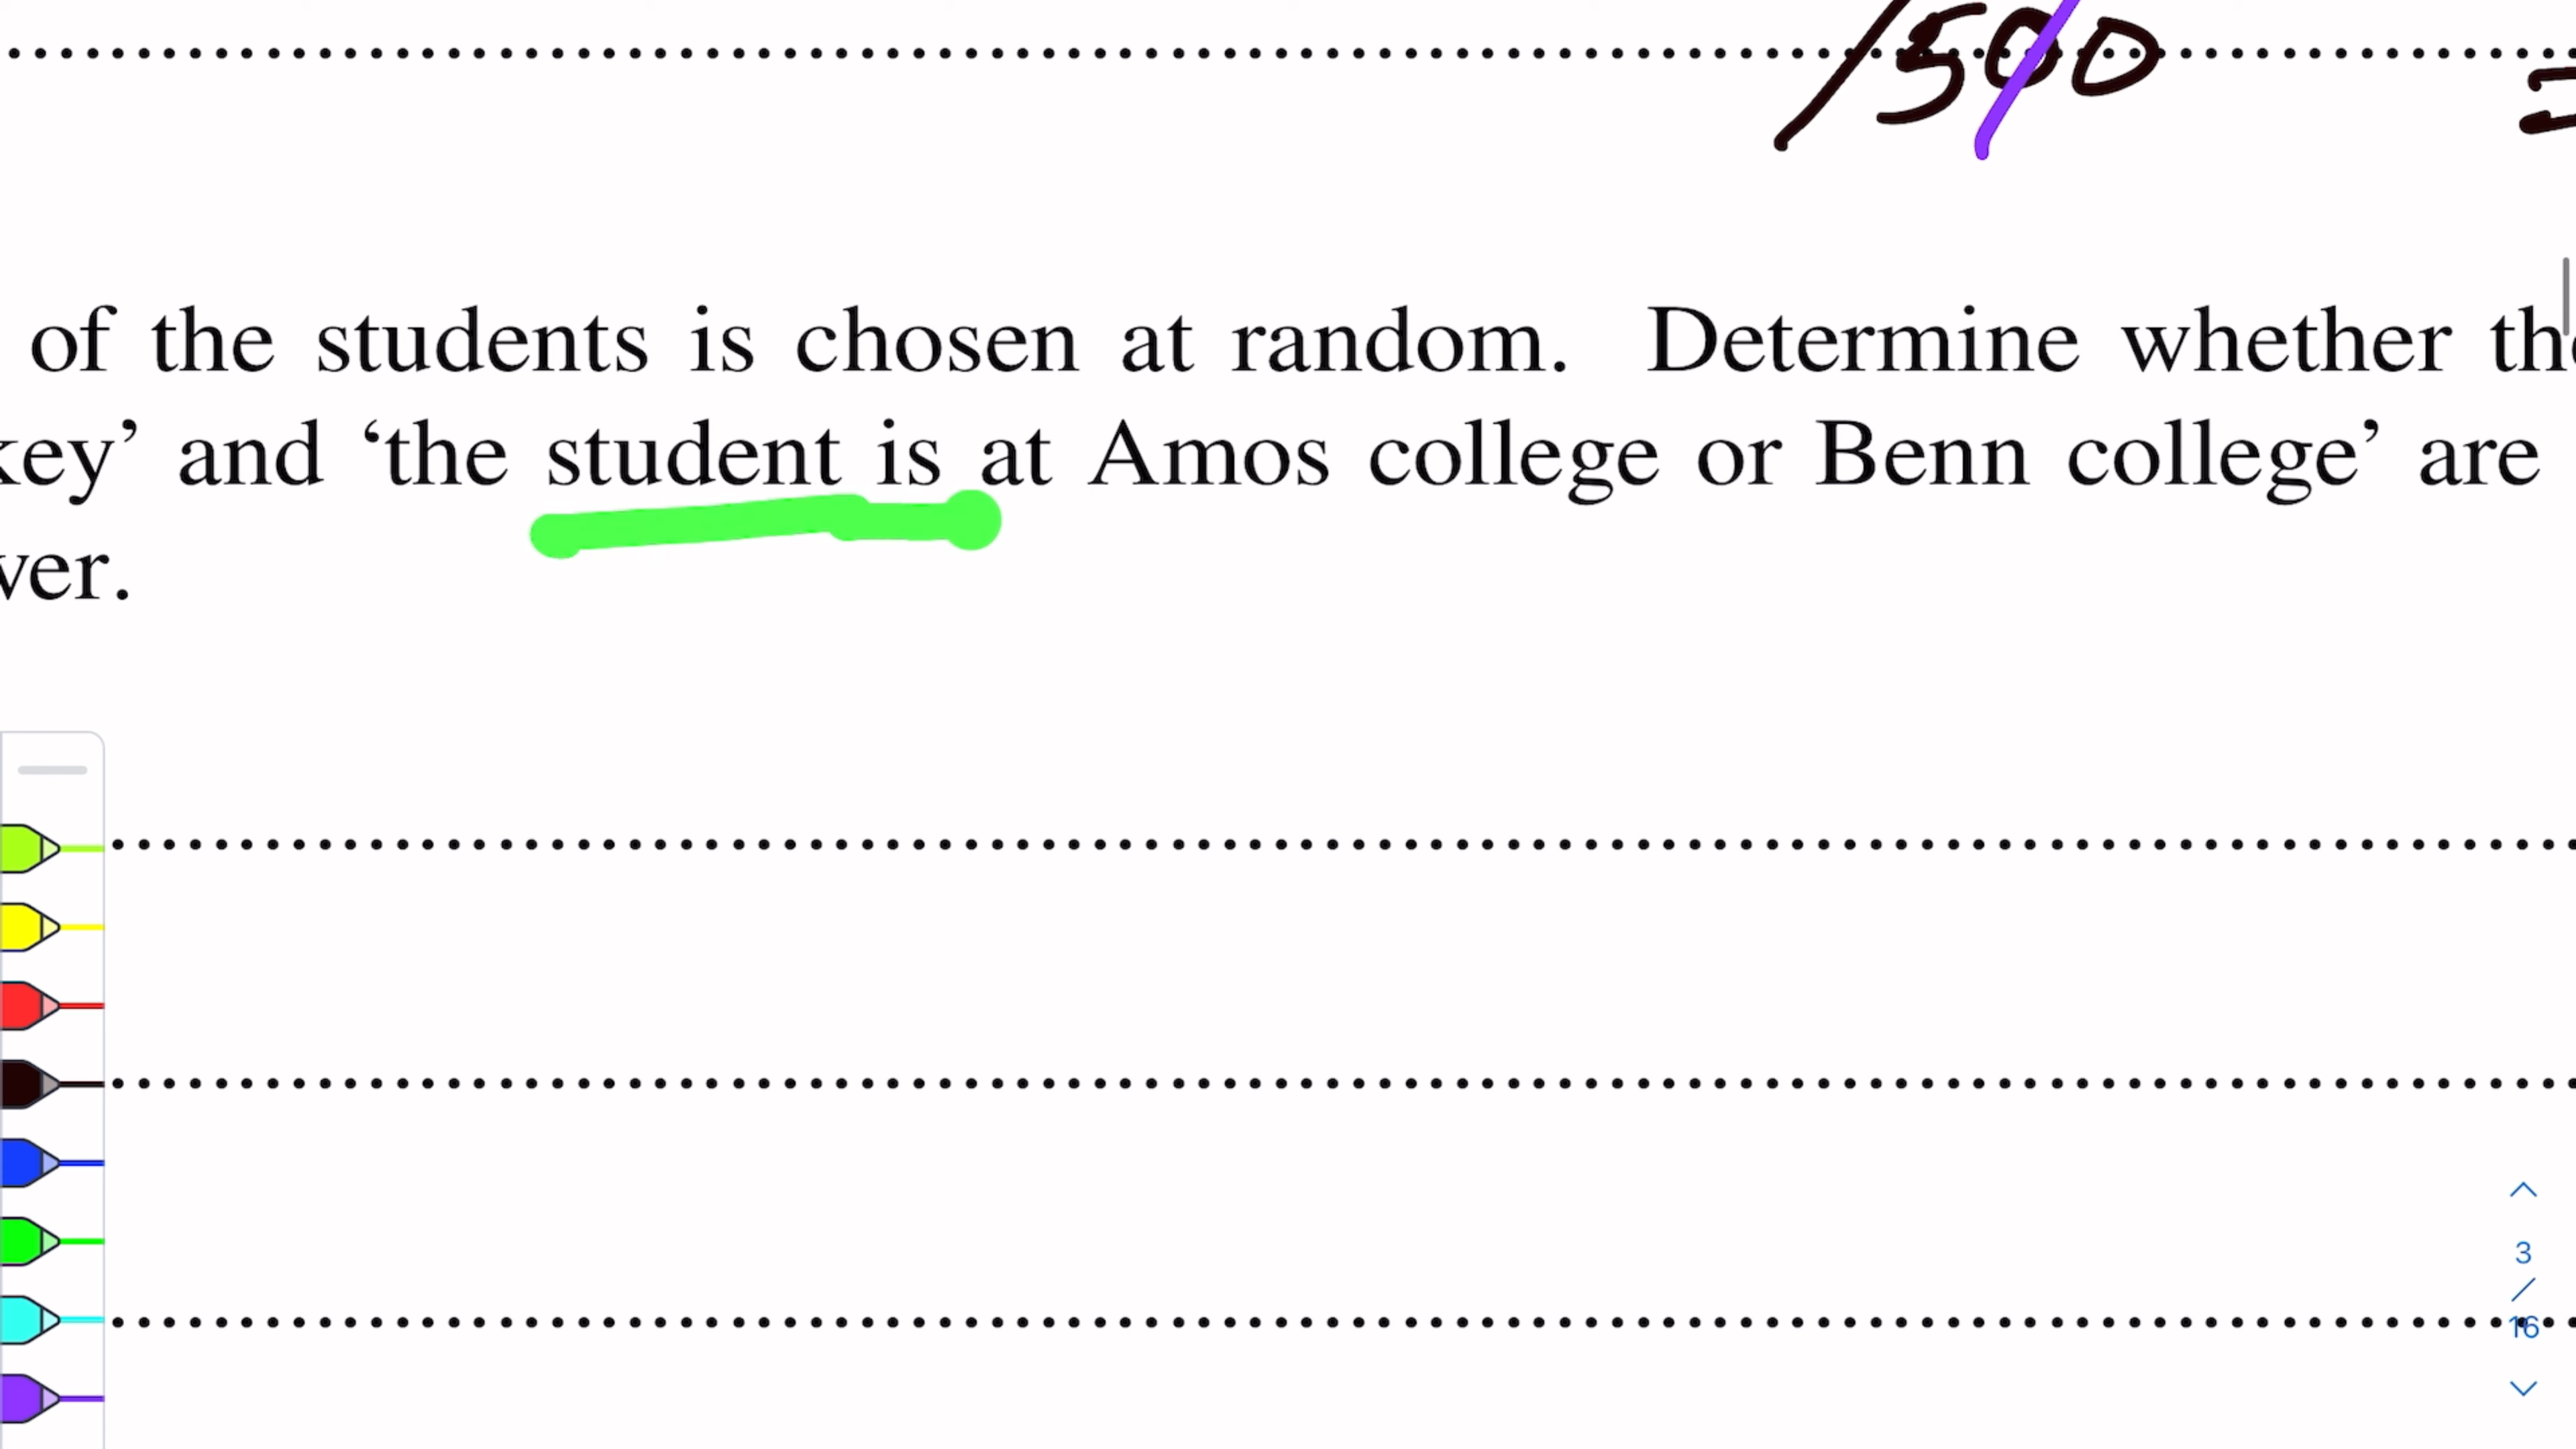 /500
of the students is chosen at random. Determine whether the
key’ and ‘the student is at Amos college or Benn college’ are
ver.
3
/
16